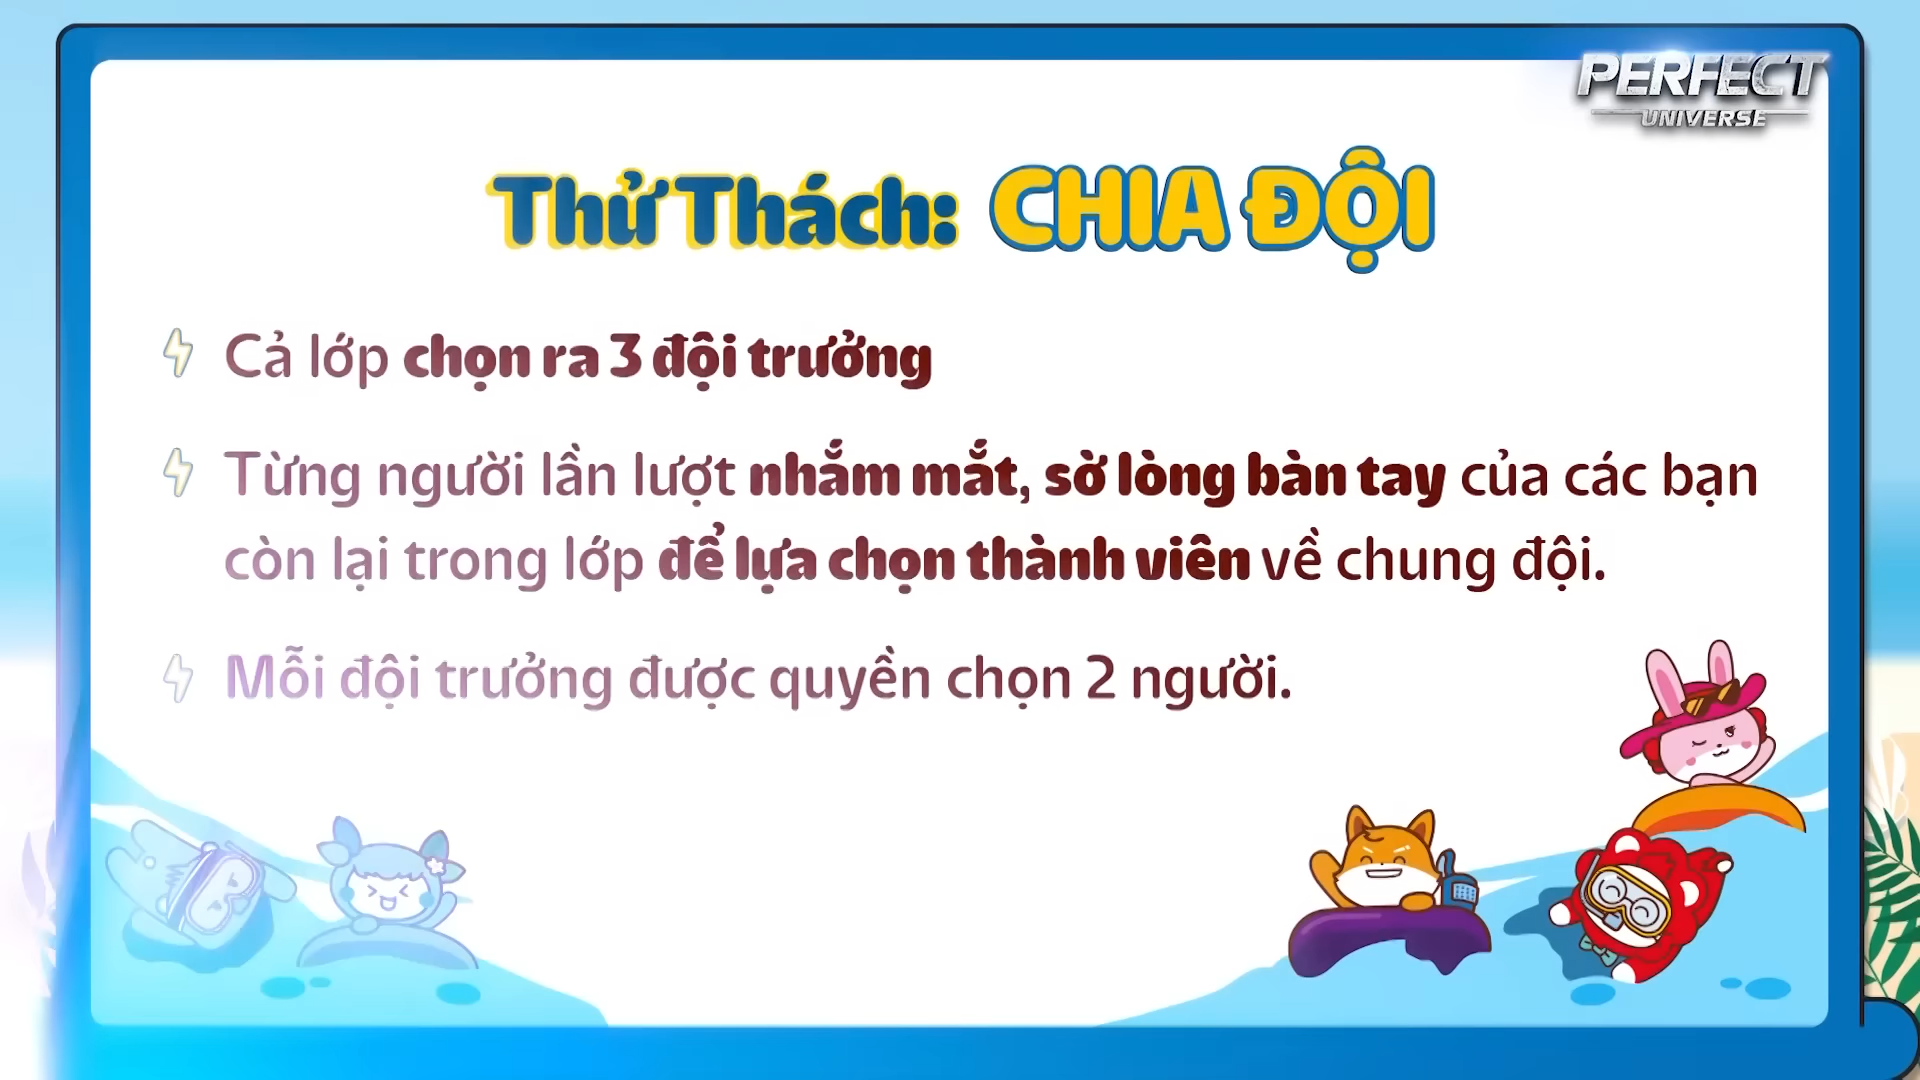 PERFECT
UNIVERSE
Thử Thách: CHIA ĐỘI
Cả lớp chọn ra 3 đội trưởng
Từng người lần lượt nhắm mắt, sờ lòng bàn tay của các bạn
còn lại trong lớp để lựa chọn thành viên về chung đội.
Mỗi đội trưởng được quyền chọn 2 người.